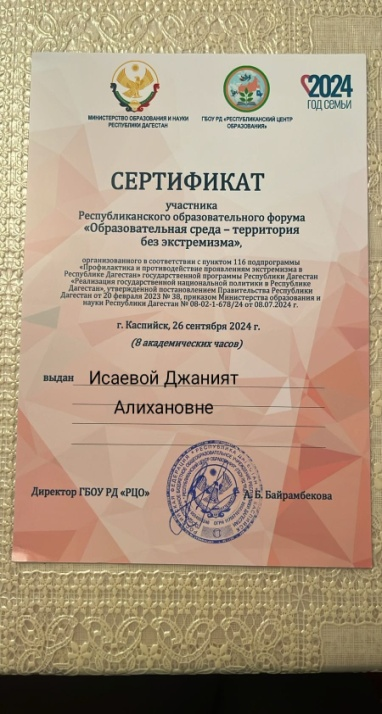 МИНИСТЕРСТВО ОБРАЗОВАНИЯ И НАУКИ
РЕСПУБЛИКИ ДАГЕСТАН
ГБОУ РД «РЕСПУБЛИКАНСКИЙ ЦЕНТР
ОБРАЗОВАНИЯ»
2024
ГОД СЕМЬИ
СЕРТИФИКАТ
участника
Республиканского образовательного форума
«Образовательная среда – территория
без экстремизма»,
организованного в соответствии с пунктом 116 подпрограммы
«Профилактика и противодействие проявлениям экстремизма в
Республике Дагестан» государственной программы Республики Дагестан
«Реализация государственной национальной политики в Республике
Дагестан», утвержденной постановлением Правительства Республики
Дагестан от 20 февраля 2023 № 38, приказом Министерства образования и
науки Республики Дагестан № 08-02-1-678/24 от 08.07.2024 г.
г. Каспийск, 26 сентября 2024 г.
(8 академических часов)
выдан Исаевой Джаният
Алихановне
Директор ГБОУ РД «РЦО» А. Б. Байрамбекова